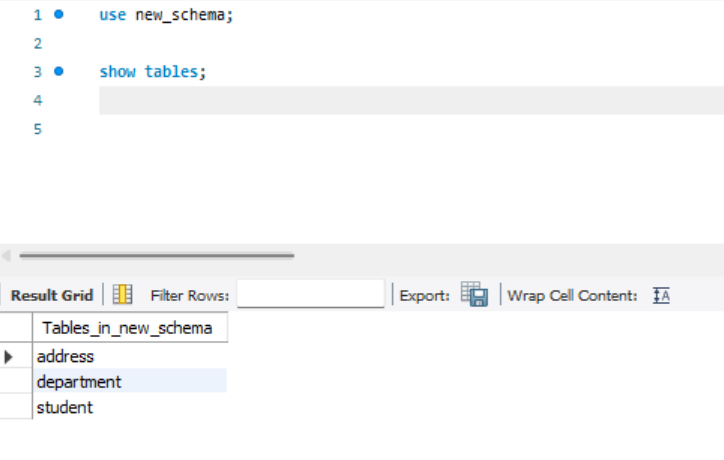 1 use new_schema;
2
3 show tables;
4
5
Result Grid Filter Rows: Export: Wrap Cell Content:
Tables_in_new_schema
address
department
student